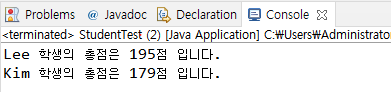 Problems @ Javadoc Declaration Console
<terminated> StudentTest (2) [Java Application] C:₩Users₩Administrato
Lee 학생의 총점은 195점 입니다.
Kim 학생의 총점은 179점 입니다.